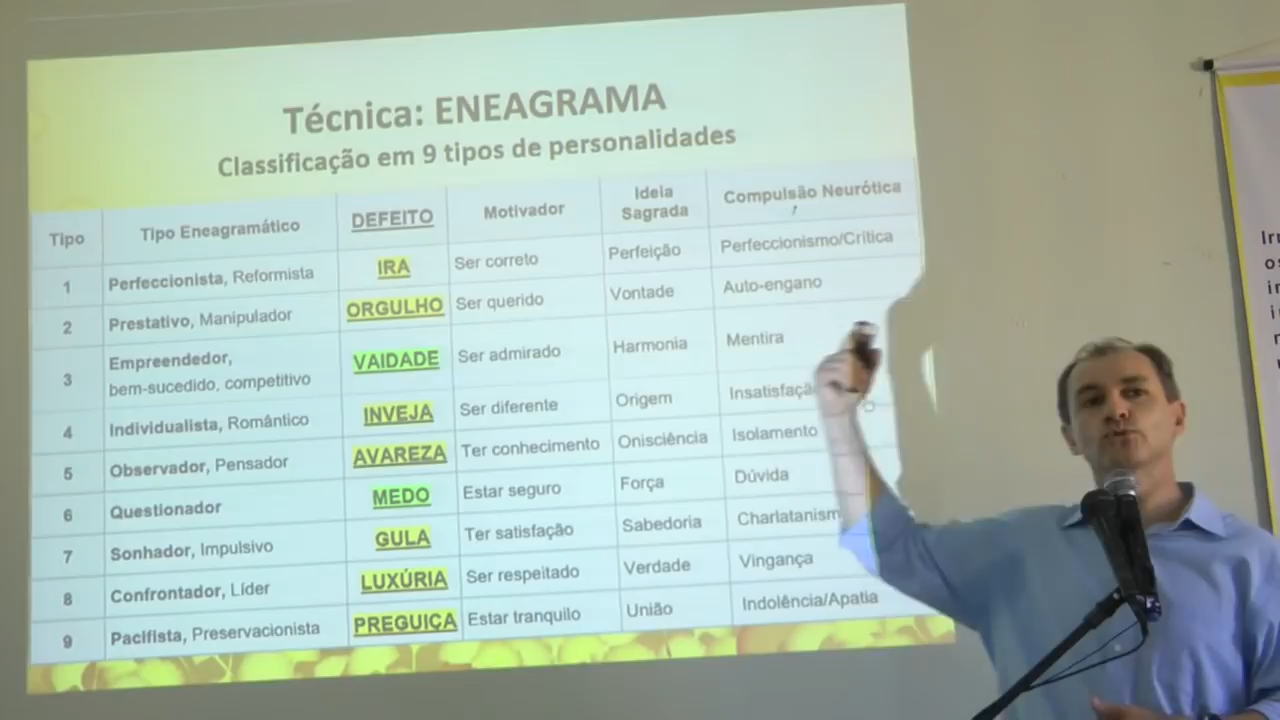 Técnica: ENEAGRAMA
Classificação em 9 tipos de personalidades
Tipo Tipo Eneagramático DEFEITO Motivador Ideia Sagrada Compulsão Neurótica
1 Perfeccionista, Reformista IRA Ser correto Perfeição Perfeccionismo/Crítica
2 Prestativo, Manipulador ORGULHO Ser querido Vontade Auto-engano
3 Empreendedor, bem-sucedido, competitivo VAIDADE Ser admirado Harmonia Mentira
4 Individualista, Romântico INVEJA Ser diferente Origem
5 Observador, Pensador AVAREZA Ter conhecimento Onisciência Isolamento
6 Questionador MEDO Estar seguro Força Dúvida
7 Sonhador, Impulsivo GULA Ter satisfação Sabedoria Charlatanism
8 Confrontador, Líder LUXÚRIA Ser respeitado Verdade Vingança
9 Pacifista, Preservacionista PREGUIÇA Estar tranquilo União Indolência/Apatia